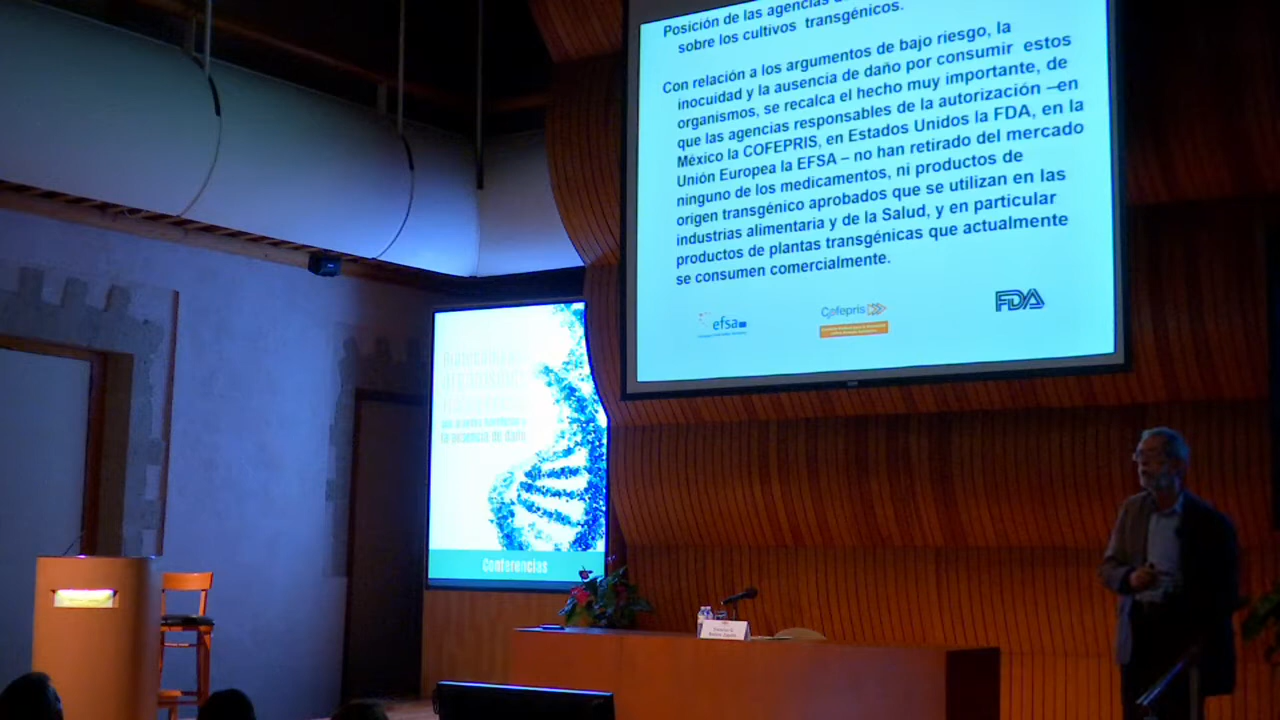 Posición de las agencias
sobre los cultivos transgénicos.
Con relación a los argumentos de bajo riesgo, la
inocuidad y la ausencia de daño por consumir estos
organismos, se recalca el hecho muy importante, de
que las agencias responsables de la autorización –en
México la COFEPRIS, en Estados Unidos la FDA, en la
Unión Europea la EFSA – no han retirado del mercado
ninguno de los medicamentos, ni productos de
origen transgénico aprobados que se utilizan en las
industrias alimentaria y de la Salud, y en particular
productos de plantas transgénicas que actualmente
se consumen comercialmente.
efsa
Cofepris
FDA
la ausencia de daño
Conferencias